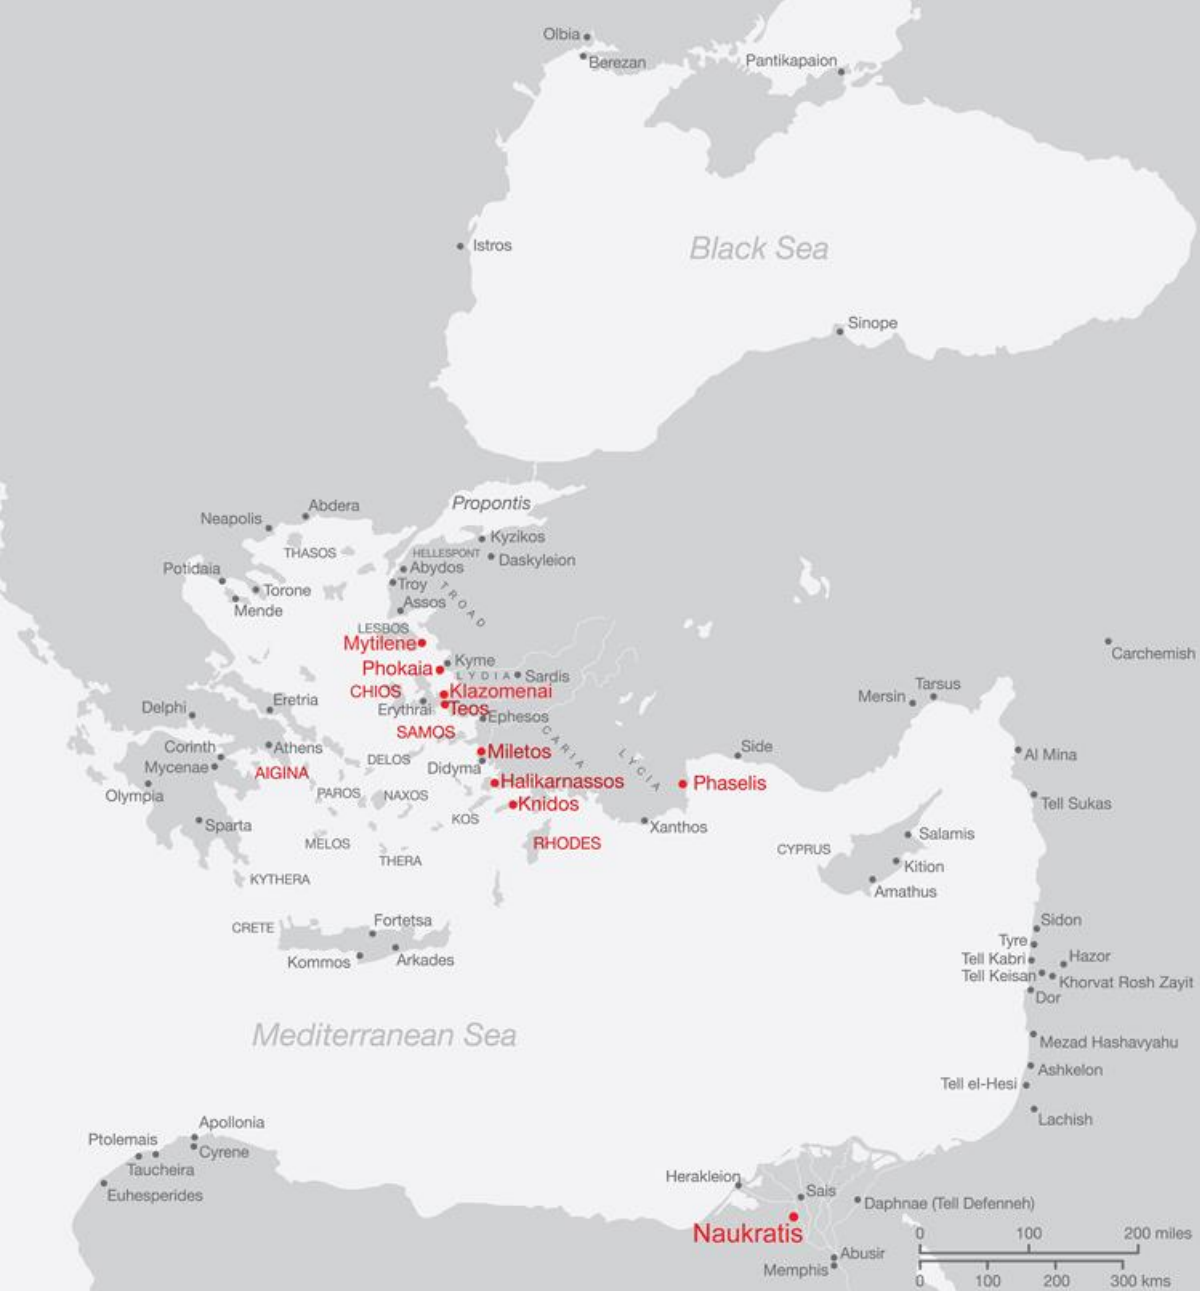 Olbia
Berezan
Pantikapaion
Istros
Black Sea
Sinope
Propontis
Abdera
Neapolis
Kyzikos
THASOS
HELLESPONT
Daskyleion
Potidaia
Abydos
Troy
TROAD
Torone
Mende
Assos
LESBOS
Mytilene
Kyme
Phokaia
LYDIA
Sardis
Carchemish
CHIOS
Klazomenai
Tarsus
Mersin
Erythrai
Teos
Delphi
Eretria
Ephesos
SAMOS
CARIA
Corinth
Athens
Miletos
LYCIA
Side
Al Mina
Mycenae
AIGINA
DELOS
Didyma
Halikarnassos
Phaselis
Olympia
PAROS
NAXOS
Knidos
Tell Sukas
Sparta
KOS
Xanthos
Salamis
MELOS
RHODES
CYPRUS
THERA
Kition
KYTHERA
Amathus
Fortetsa
CRETE
Sidon
Tyre
Kommos
Arkades
Tell Kabri
Hazor
Tell Keisan
Khorvat Rosh Zayit
Dor
Mediterranean Sea
Mezad Hashavyahu
Ashkelon
Tell el-Hesi
Lachish
Apollonia
Ptolemais
Cyrene
Taucheira
Euhesperides
Herakleion
Sais
Daphnae (Tell Defenneh)
Naukratis
Abusir
Memphis
0 100 200 miles
0 100 200 300 kms